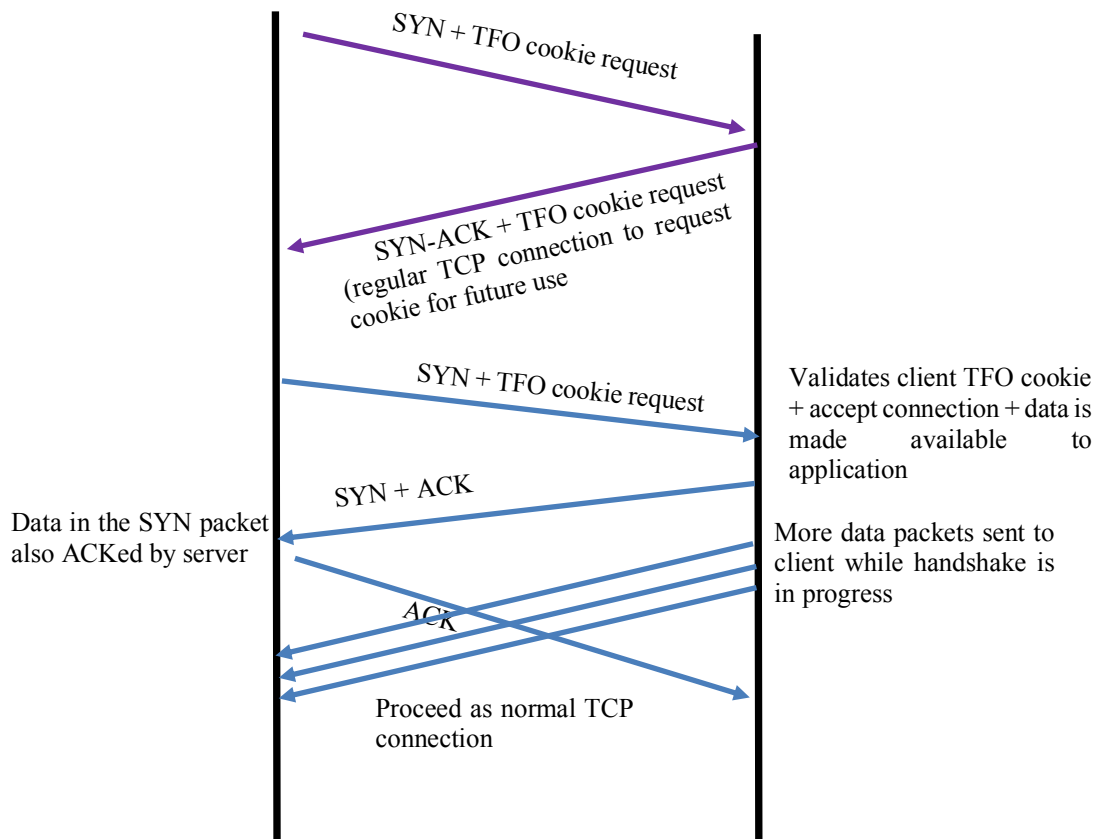 SYN + TFO cookie request
SYN-ACK + TFO cookie request
(regular TCP connection to request
cookie for future use
SYN + TFO cookie request
Validates client TFO cookie
+ accept connection + data is
made available to
application
SYN + ACK
Data in the SYN packet
also ACKed by server
More data packets sent to
client while handshake is
in progress
ACK
Proceed as normal TCP
connection